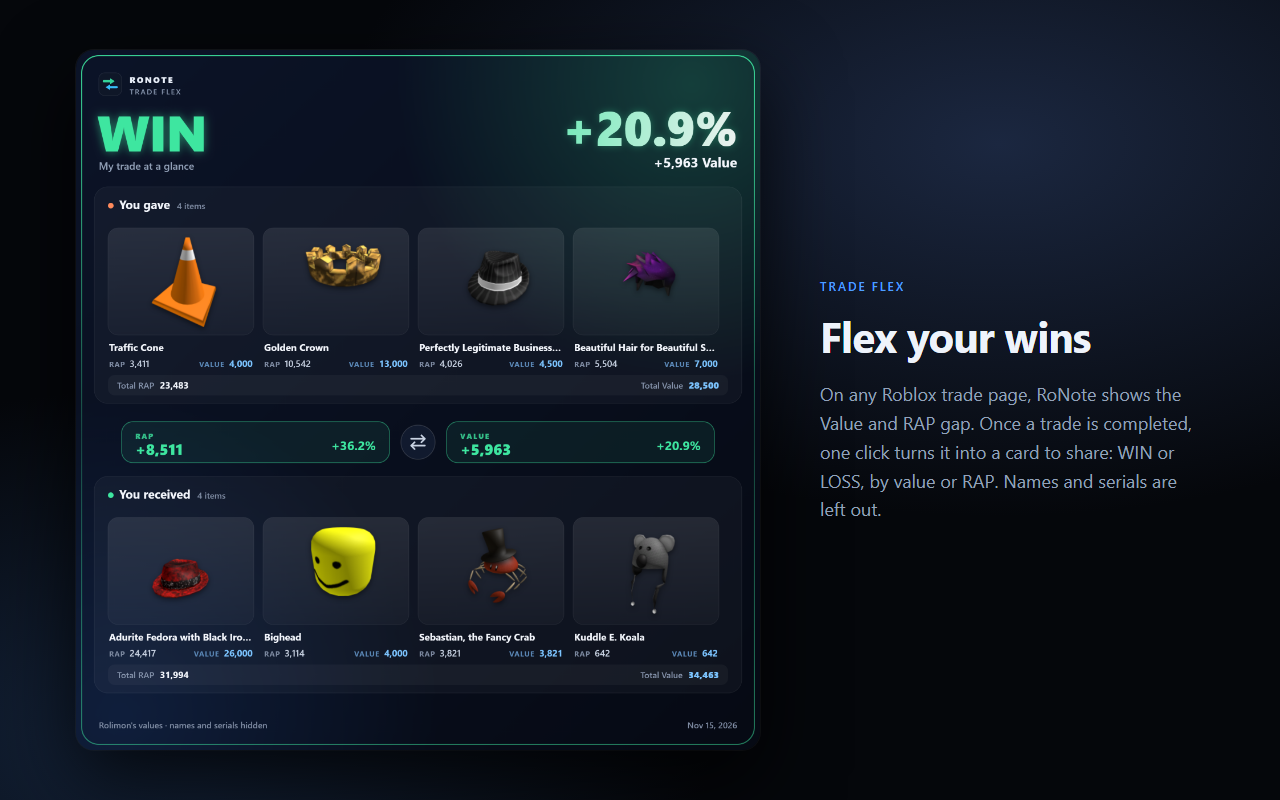 RONOTE
TRADE FLEX
WIN
My trade at a glance
+20.9%
+5,963 Value
You gave 4 items
Traffic Cone
RAP 3,411 VALUE 4,000
Golden Crown
RAP 10,542 VALUE 13,000
Perfectly Legitimate Business...
RAP 4,026 VALUE 4,500
Beautiful Hair for Beautiful S...
RAP 5,504 VALUE 7,000
Total RAP 23,483
Total Value 28,500
RAP
+8,511
+36.2%
VALUE
+5,963
+20.9%
You received 4 items
Adurite Fedora with Black Iro...
RAP 24,417 VALUE 26,000
Bighead
RAP 3,114 VALUE 4,000
Sebastian, the Fancy Crab
RAP 3,821 VALUE 3,821
Kuddle E. Koala
RAP 642 VALUE 642
Total RAP 31,994
Total Value 34,463
Rolimon's values · names and serials hidden
Nov 15, 2026
TRADE FLEX
Flex your wins
On any Roblox trade page, RoNote shows the
Value and RAP gap. Once a trade is completed,
one click turns it into a card to share: WIN or
LOSS, by value or RAP. Names and serials are
left out.